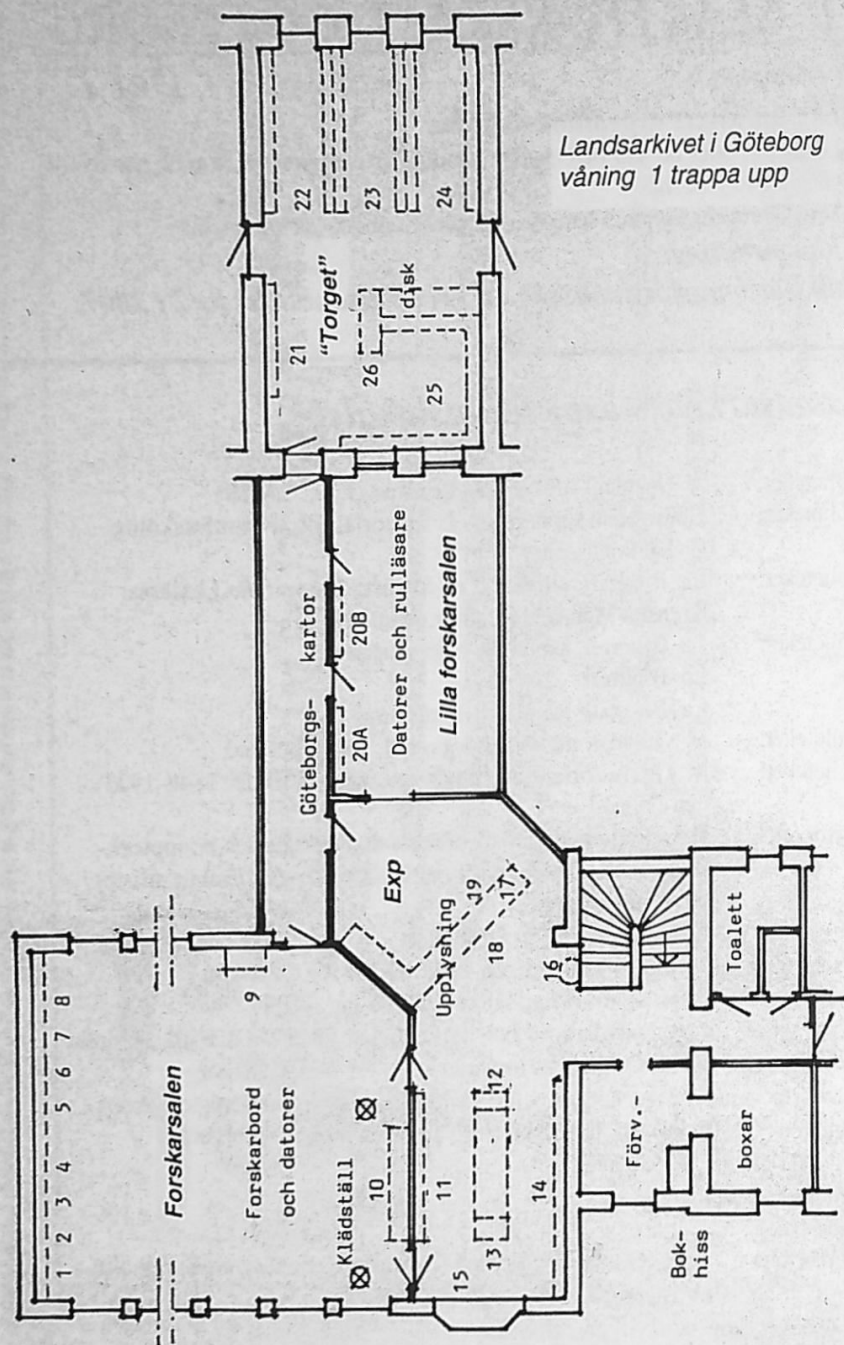 Landsarkivet i Göteborg
våning 1 trappa upp
1 2 3 4 5 6 7 8
Forskarsalen
Forskarbord
och datorer
9
Klädställ
10
11
12
13
14
15
Upplysning
Exp
16
17
18
19
Göteborgs-
kartor
20A
20B
Datorer och rulläsare
Lilla forskarsalen
21
"Torget"
22
23
24
25
26
disk
Förv.-
boxar
Bok-
hiss
Toalett